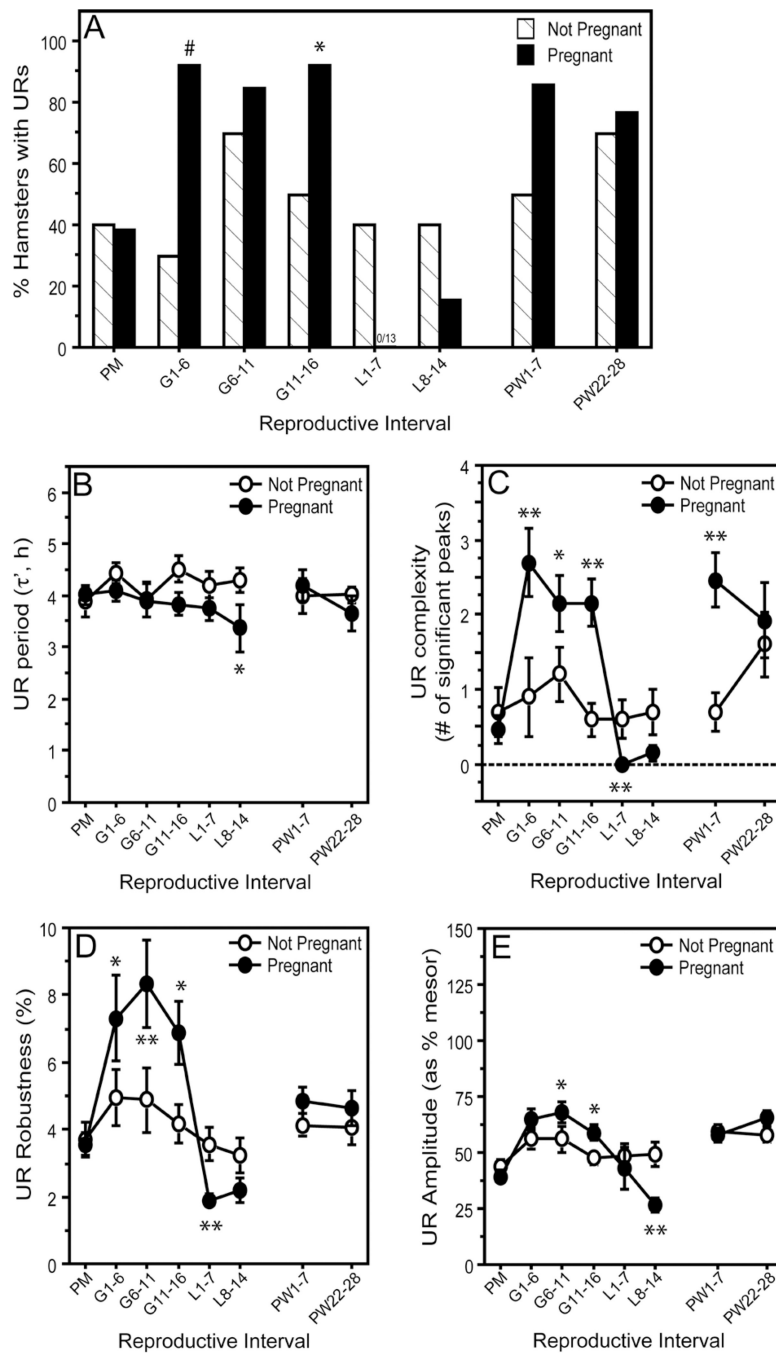 A
Not Pregnant
Pregnant
% Hamsters with URs
100
80
60
40
20
0
#
*
0/13
PM
G1-6
G6-11
G11-16
L1-7
L8-14
PW1-7
PW22-28
Reproductive Interval
B
Not Pregnant
Pregnant
UR period (τ', h)
6
5
4
3
2
1
0
*
PM
G1-6
G6-11
G11-16
L1-7
L8-14
PW1-7
PW22-28
Reproductive Interval
C
Not Pregnant
Pregnant
UR complexity
(# of significant peaks)
4
3
2
1
0
**
*
**
**
**
PM
G1-6
G6-11
G11-16
L1-7
L8-14
PW1-7
PW22-28
Reproductive Interval
D
Not Pregnant
Pregnant
UR Robustness (%)
10
8
6
4
2
0
*
**
*
**
PM
G1-6
G6-11
G11-16
L1-7
L8-14
PW1-7
PW22-28
Reproductive Interval
E
Not Pregnant
Pregnant
UR Amplitude (as % mesor)
150
125
100
75
50
25
0
*
*
**
PM
G1-6
G6-11
G11-16
L1-7
L8-14
PW1-7
PW22-28
Reproductive Interval